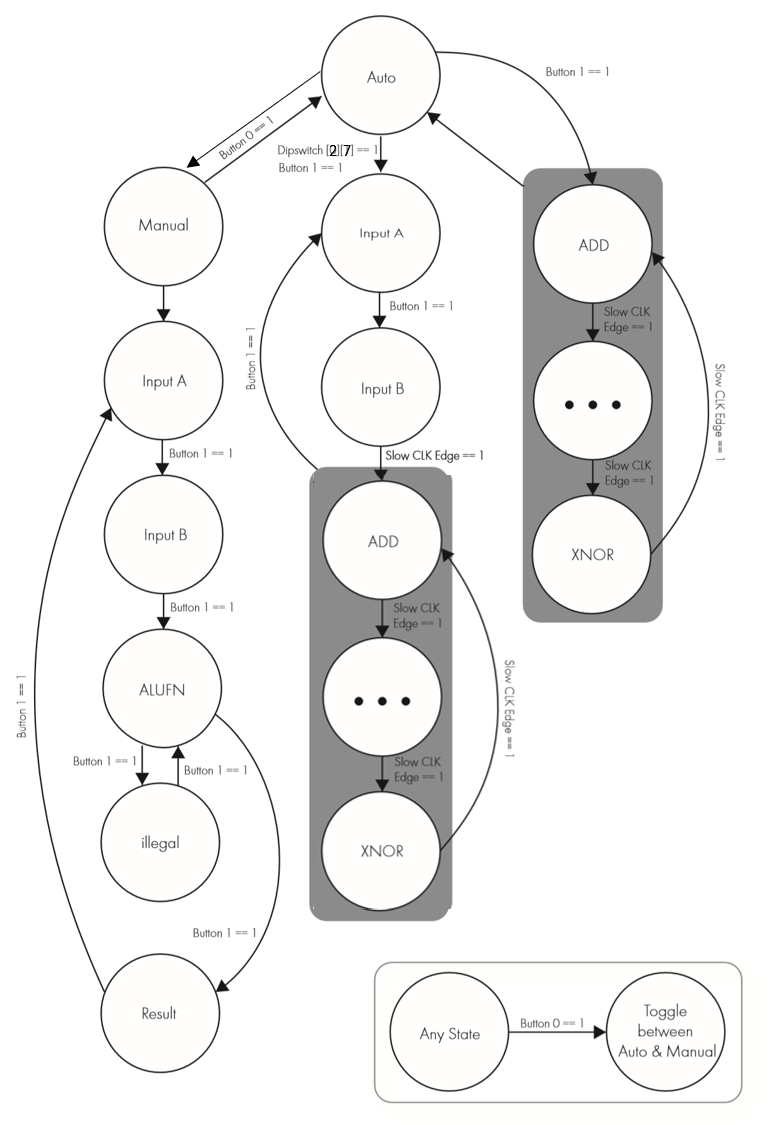 Auto
Button 1 == 1
Button 0 == 1
Dipswitch [2][7] == 1
Button 1 == 1
Manual
Input A
ADD
Button 1 == 1
Slow CLK
Edge == 1
Button 1 == 1
Input A
Input B
Slow CLK Edge == 1
Button 1 == 1
Slow CLK Edge == 1
Slow CLK
Edge == 1
Input B
ADD
XNOR
Button 1 == 1
Slow CLK
Edge == 1
ALUFN
Button 1 == 1
Slow CLK Edge == 1
Button 1 == 1
Button 1 == 1
Slow CLK
Edge == 1
illegal
XNOR
Button 1 == 1
Result
Any State
Button 0 == 1
Toggle
between
Auto & Manual